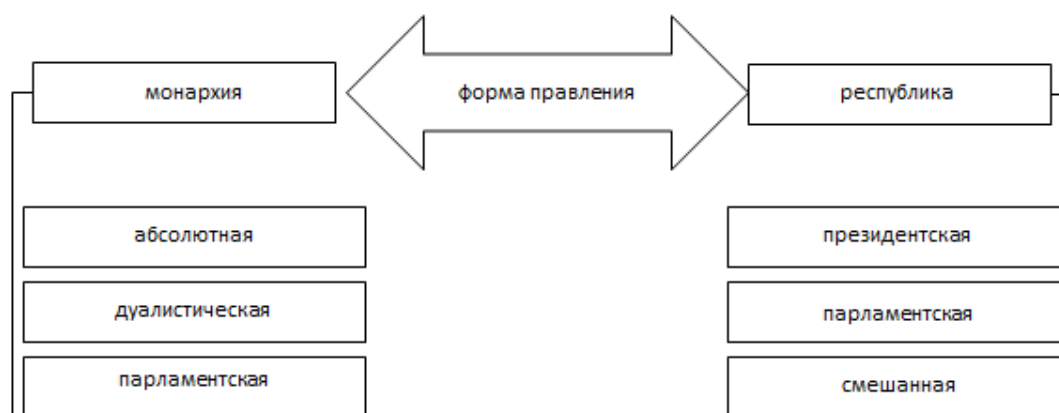 монархия
форма правления
республика
абсолютная
президентская
дуалистическая
парламентская
парламентская
смешанная